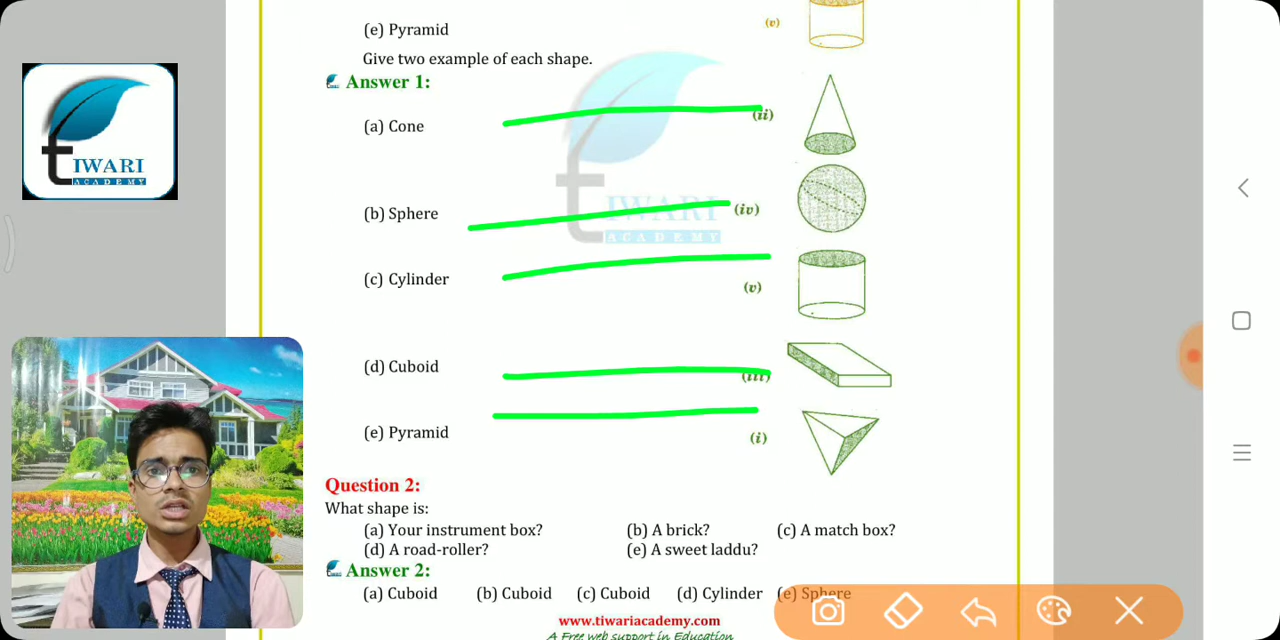 (e) Pyramid
(v)
Give two example of each shape.
Answer 1:
(a) Cone
(ii)
(b) Sphere
(iv)
(c) Cylinder
(v)
(d) Cuboid
(iii)
(e) Pyramid
(i)
Question 2:
What shape is:
(a) Your instrument box? (b) A brick? (c) A match box?
(d) A road-roller? (e) A sweet laddu?
Answer 2:
(a) Cuboid (b) Cuboid (c) Cuboid (d) Cylinder (e) Sphere
www.tiwariacademy.com
A Free web support in Education
tIWARI
ACADEMY
tIWARI
ACADEMY